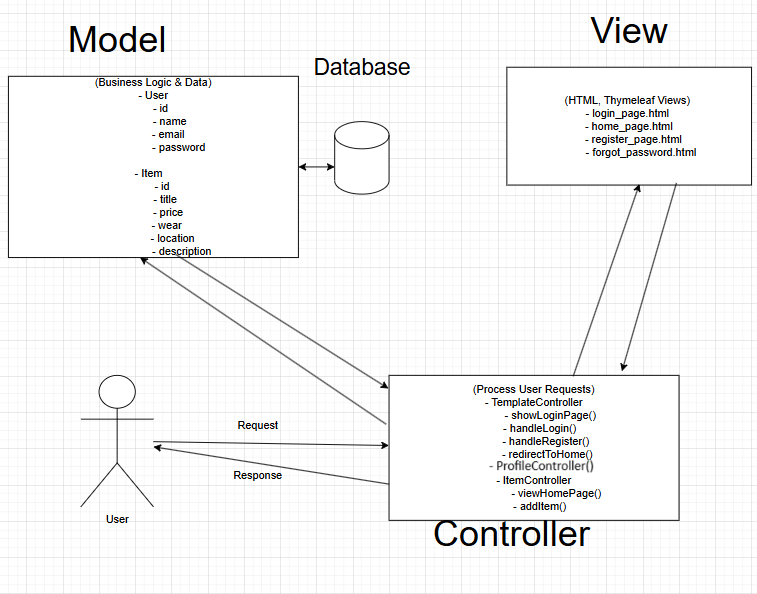 Model
(Business Logic & Data)
- User
- id
- name
- email
- password
- Item
- id
- title
- price
- wear
- location
- description
Database
View
(HTML, Thymeleaf Views)
- login_page.html
- home_page.html
- register_page.html
- forgot_password.html
Request
Response
User
(Process User Requests)
- TemplateController
- showLoginPage()
- handleLogin()
- handleRegister()
- redirectToHome()
- ProfileController()
- ItemController
- viewHomePage()
- addItem()
Controller